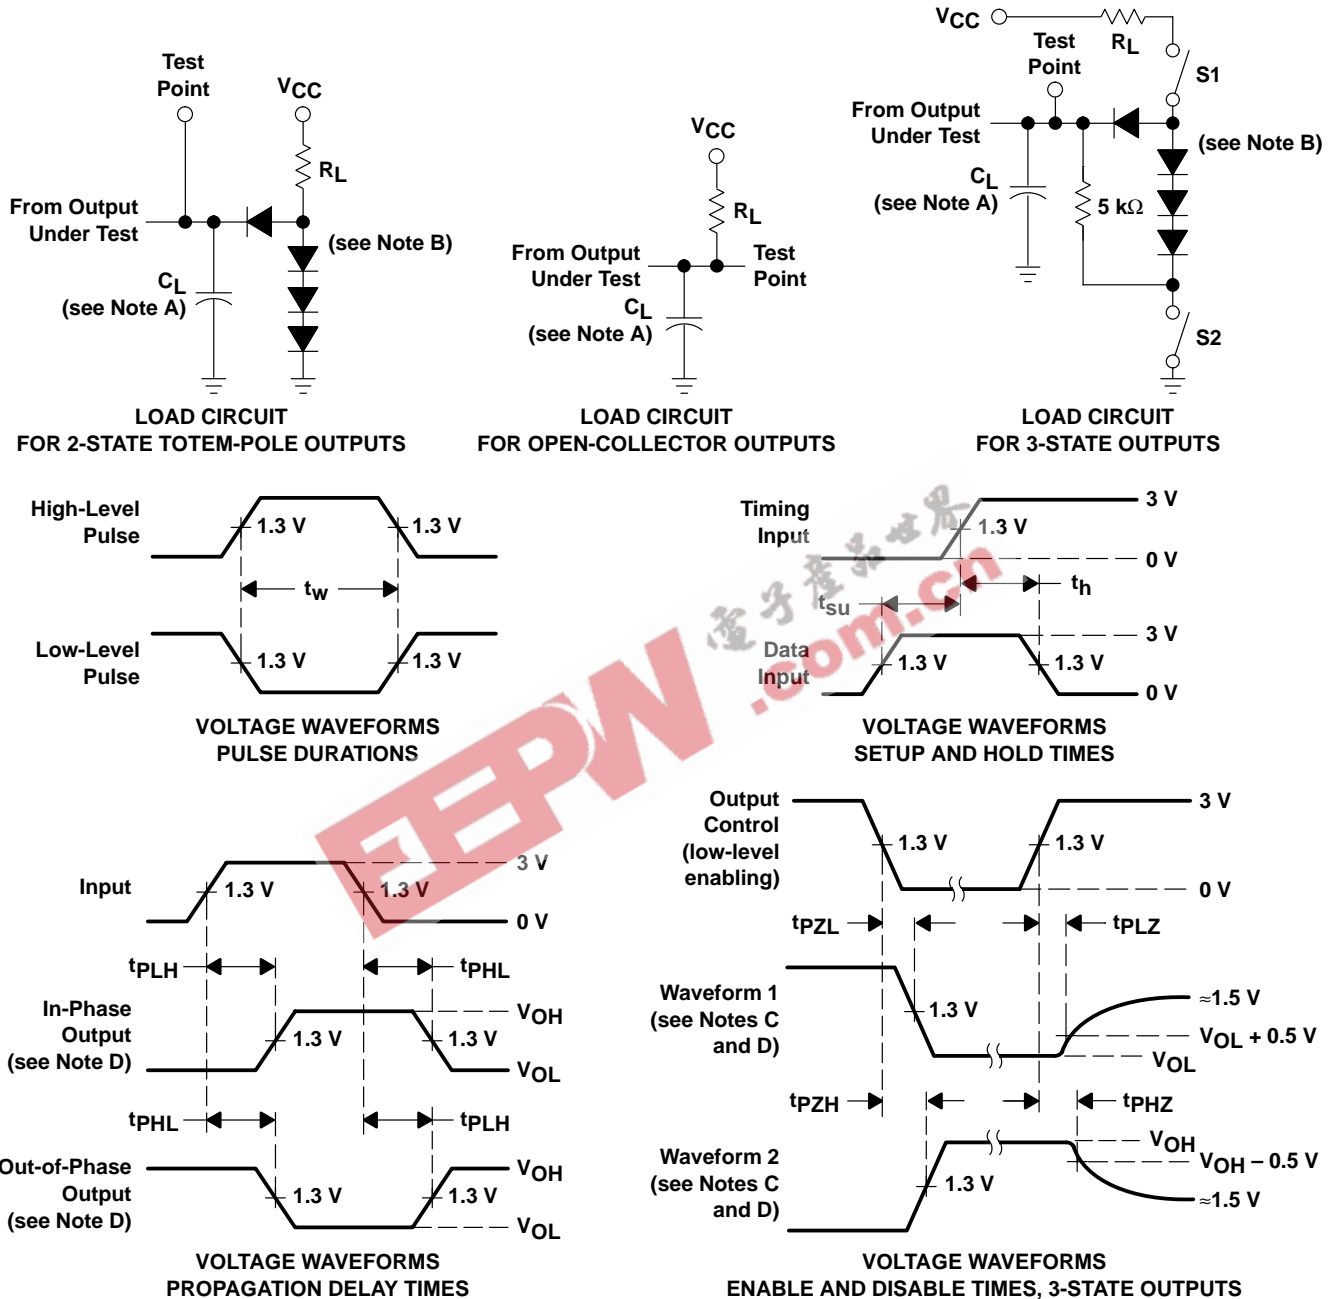 Test
Point
VCC
RL
From Output
Under Test
(see Note B)
CL
(see Note A)
LOAD CIRCUIT
FOR 2-STATE TOTEM-POLE OUTPUTS
VCC
RL
From Output
Under Test
Test
Point
CL
(see Note A)
LOAD CIRCUIT
FOR OPEN-COLLECTOR OUTPUTS
VCC
RL
Test
Point
S1
From Output
Under Test
(see Note B)
CL
(see Note A)
5 kΩ
S2
LOAD CIRCUIT
FOR 3-STATE OUTPUTS
High-Level
Pulse
1.3 V
1.3 V
tw
Low-Level
Pulse
1.3 V
1.3 V
VOLTAGE WAVEFORMS
PULSE DURATIONS
Timing
Input
1.3 V
3 V
0 V
tsu
th
Data
Input
1.3 V
1.3 V
3 V
0 V
VOLTAGE WAVEFORMS
SETUP AND HOLD TIMES
電子產品世界
EEPW
.com.cn
Input
1.3 V
1.3 V
3 V
0 V
tPLH
tPHL
In-Phase
Output
(see Note D)
1.3 V
1.3 V
VOH
VOL
tPHL
tPLH
Out-of-Phase
Output
(see Note D)
1.3 V
1.3 V
VOH
VOL
VOLTAGE WAVEFORMS
PROPAGATION DELAY TIMES
Output
Control
(low-level
enabling)
1.3 V
1.3 V
3 V
0 V
tPZL
tPLZ
Waveform 1
(see Notes C
and D)
1.3 V
≈1.5 V
VOL + 0.5 V
VOL
tPZH
tPHZ
Waveform 2
(see Notes C
and D)
1.3 V
VOH
VOH – 0.5 V
≈1.5 V
VOLTAGE WAVEFORMS
ENABLE AND DISABLE TIMES, 3-STATE OUTPUTS